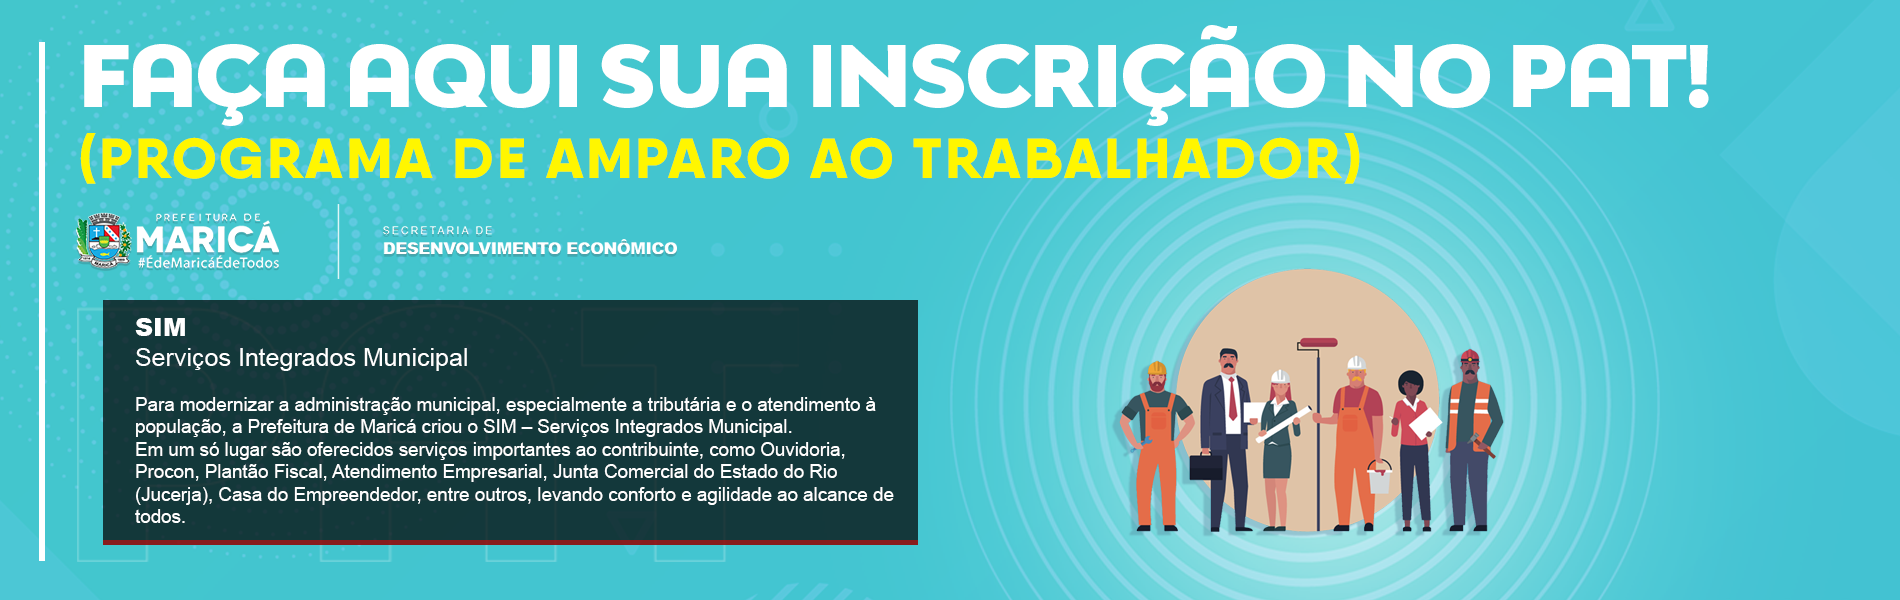 FAÇA AQUI SUA INSCRIÇÃO NO PAT!
(PROGRAMA DE AMPARO AO TRABALHADOR)
PREFEITURA DE
MARICÁ
#ÉdeMaricáÉdeTodos
SECRETARIA DE
DESENVOLVIMENTO ECONÔMICO
SIM
Serviços Integrados Municipal
Para modernizar a administração municipal, especialmente a tributária e o atendimento à
população, a Prefeitura de Maricá criou o SIM – Serviços Integrados Municipal.
Em um só lugar são oferecidos serviços importantes ao contribuinte, como Ouvidoria,
Procon, Plantão Fiscal, Atendimento Empresarial, Junta Comercial do Estado do Rio
(Jucerja), Casa do Empreendedor, entre outros, levando conforto e agilidade ao alcance de
todos.
PAT